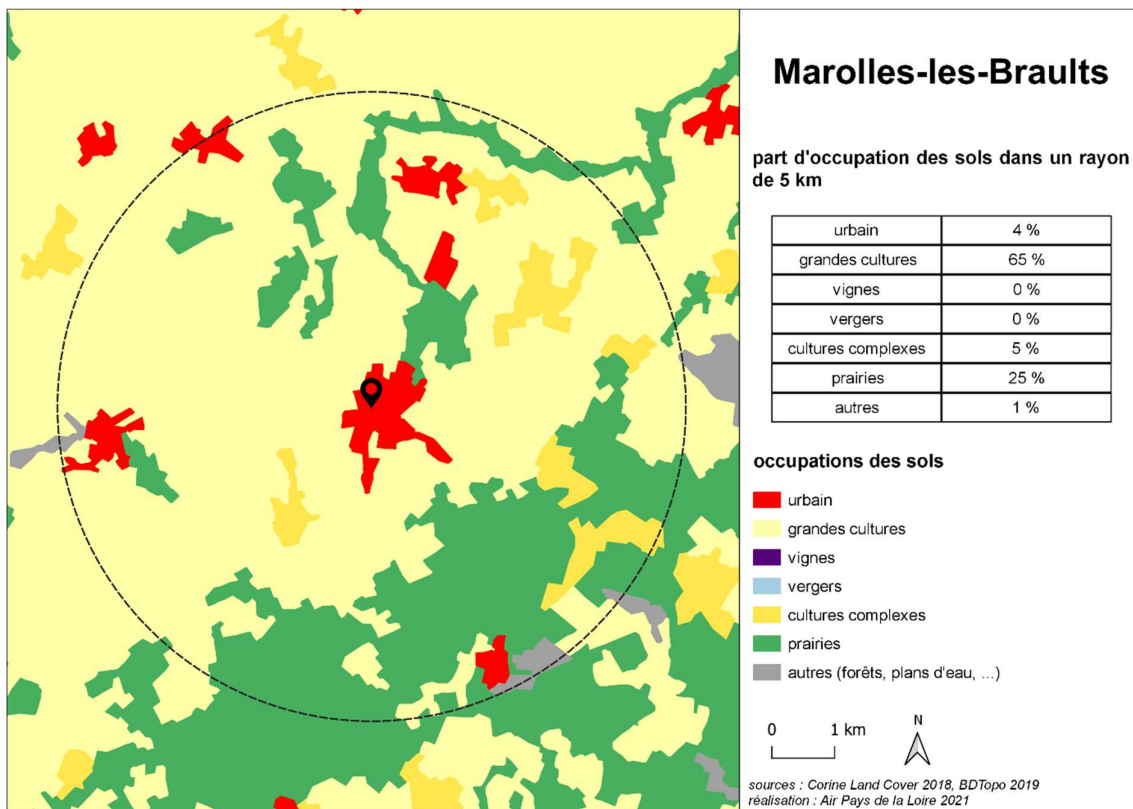 Marolles-les-Braults
part d'occupation des sols dans un rayon
de 5 km
urbain 4 %
grandes cultures 65 %
vignes 0 %
vergers 0 %
cultures complexes 5 %
prairies 25 %
autres 1 %
occupations des sols
urbain
grandes cultures
vignes
vergers
cultures complexes
prairies
autres (forêts, plans d'eau, ...)
0 1 km
N
sources : Corine Land Cover 2018, BDTopo 2019
réalisation : Air Pays de la Loire 2021